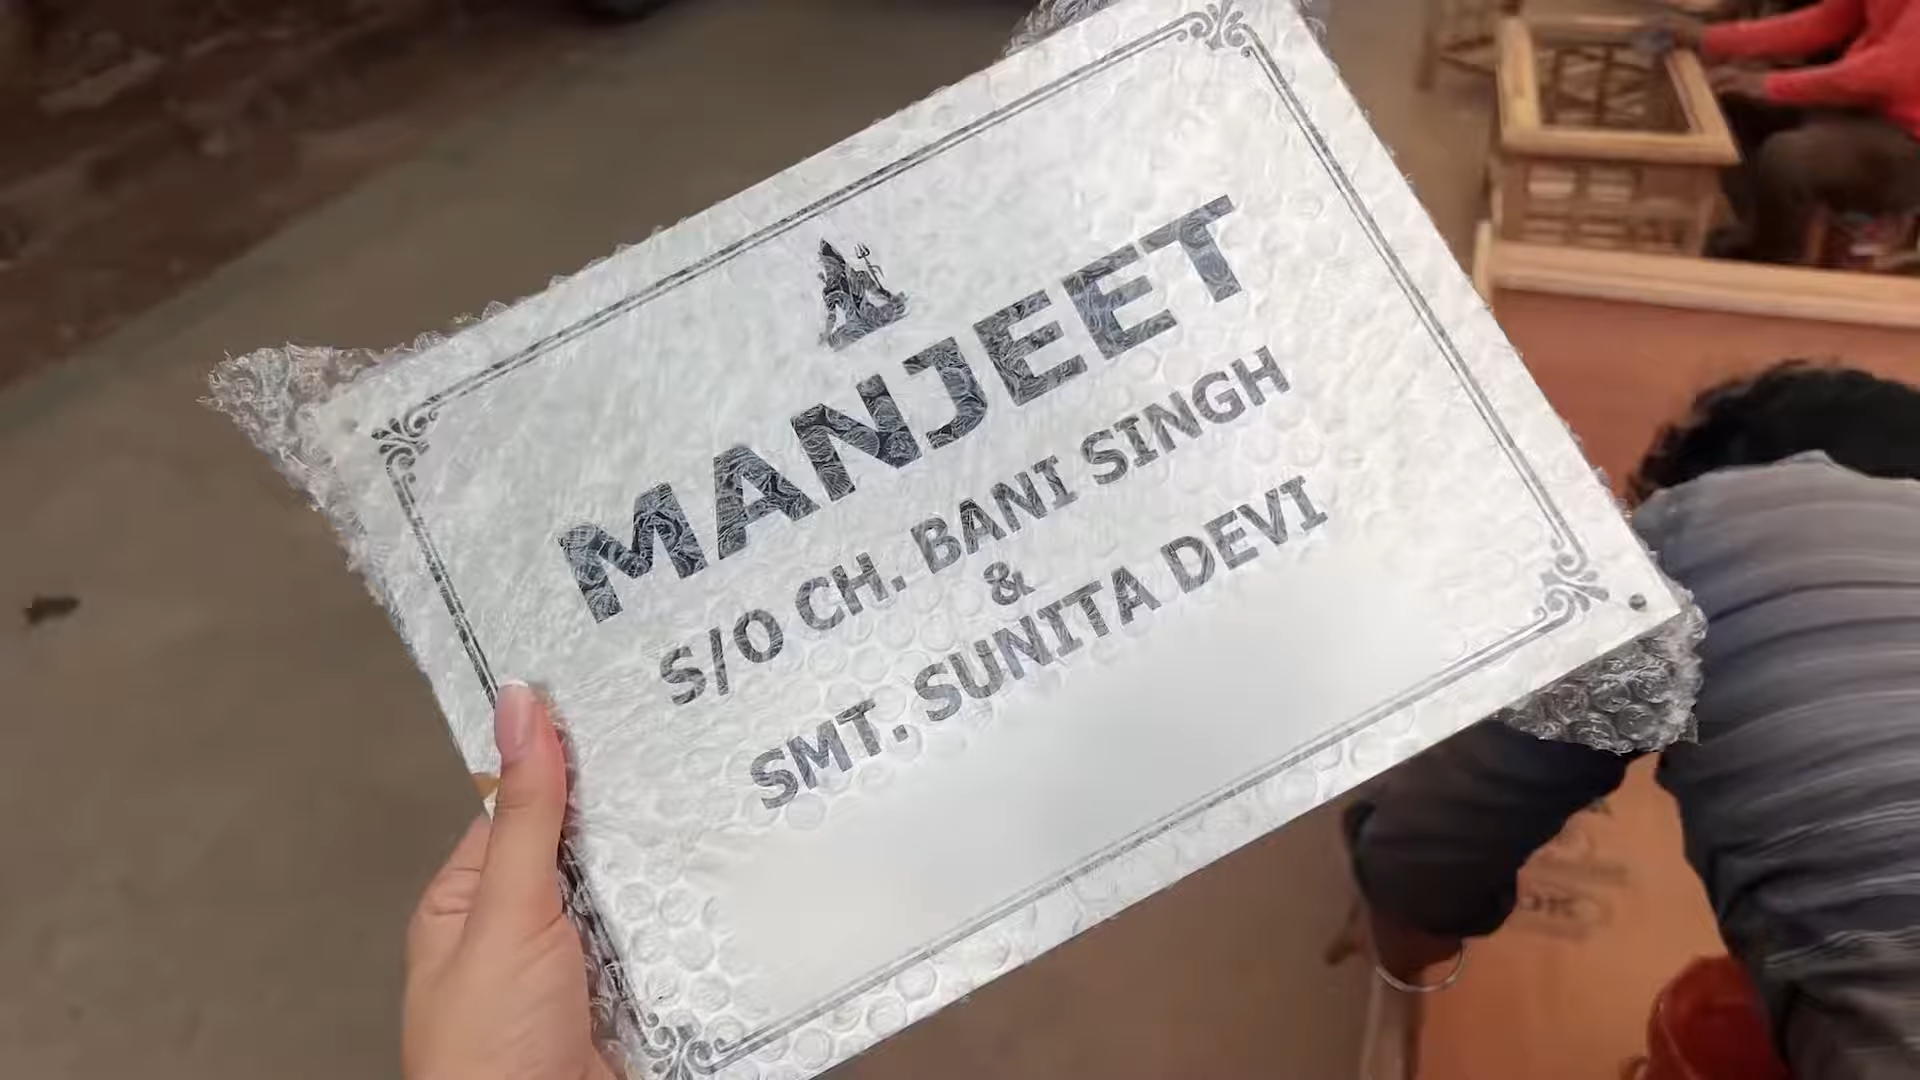 MANJEET
S/O CH. BANI SINGH
&
SMT. SUNITA DEVI